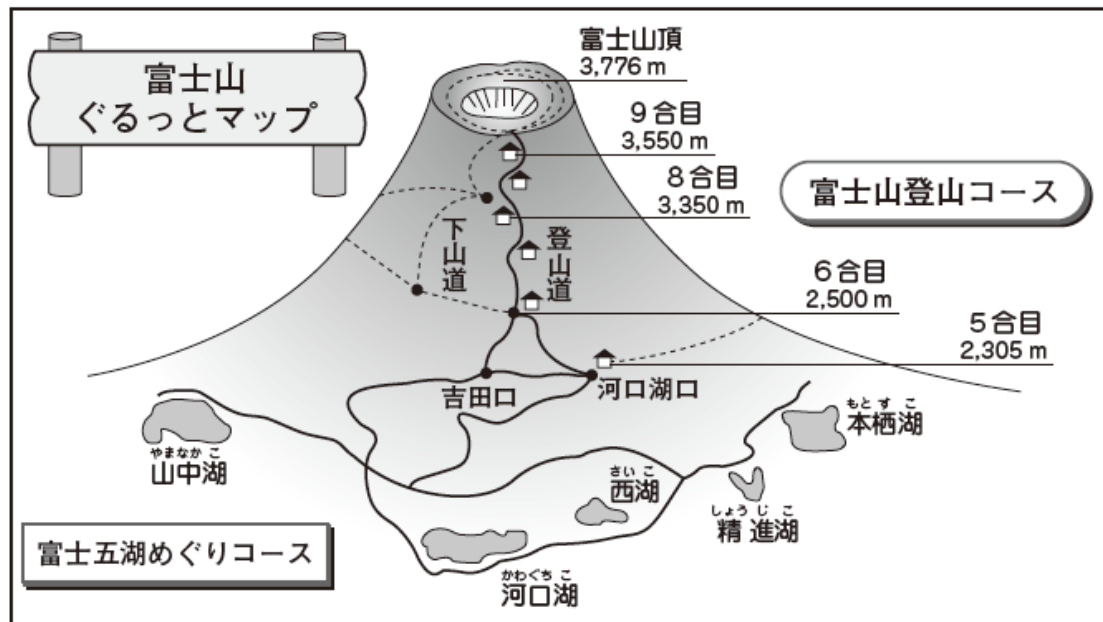 富士山
ぐるっとマップ
富士山頂
3,776 m
9合目
3,550 m
8合目
3,350 m
富士山登山コース
下山道
登山道
6合目
2,500 m
5合目
2,305 m
吉田口
河口湖口
もとすこ
本栖湖
やまなかこ
山中湖
さいこ
西湖
しょうじこ
精進湖
富士五湖めぐりコース
かわぐちこ
河口湖